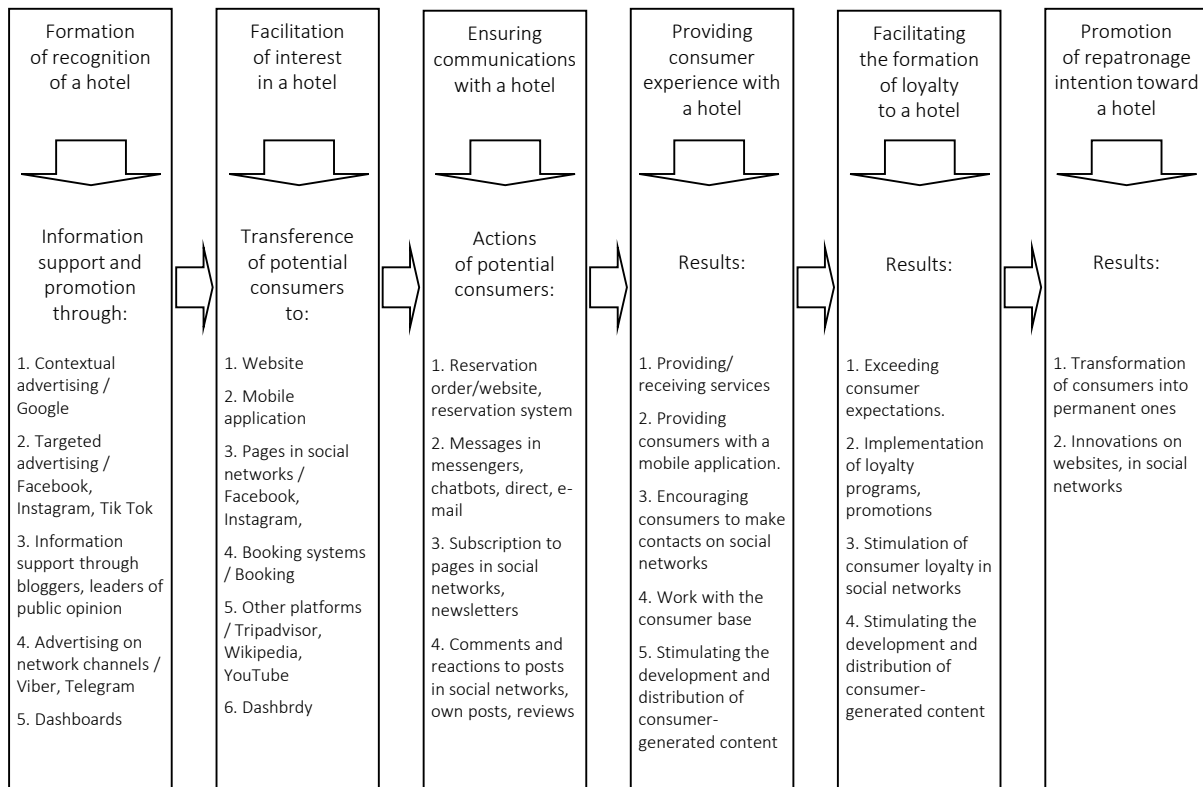 Formation
of recognition
of a hotel
Information
support and
promotion
through:
1. Contextual
advertising /
Google
2. Targeted
advertising /
Facebook,
Instagram, Tik Tok
3. Information
support through
bloggers, leaders of
public opinion
4. Advertising on
network channels /
Viber, Telegram
5. Dashboards
Facilitation
of interest
in a hotel
Transference
of potential
consumers
to:
1. Website
2. Mobile
application
3. Pages in social
networks /
Facebook,
Instagram,
4. Booking systems
/ Booking
5. Other platforms
/ Tripadvisor,
Wikipedia,
YouTube
6. Dashbrdy
Ensuring
communications
with a hotel
Actions
of potential
consumers:
1. Reservation
order/website,
reservation system
2. Messages in
messengers,
chatbots, direct, e-
mail
3. Subscription to
pages in social
networks,
newsletters
4. Comments and
reactions to posts
in social networks,
own posts, reviews
Providing
consumer
experience with
a hotel
Results:
1. Providing/
receiving services
2. Providing
consumers with a
mobile application.
3. Encouraging
consumers to make
contacts on social
networks
4. Work with the
consumer base
5. Stimulating the
development and
distribution of
consumer-
generated content
Facilitating
the formation
of loyalty
to a hotel
Results:
1. Exceeding
consumer
expectations.
2. Implementation
of loyalty
programs,
promotions
3. Stimulation of
consumer loyalty in
social networks
4. Stimulating the
development and
distribution of
consumer-
generated content
Promotion
of repatronage
intention toward
a hotel
Results:
1. Transformation
of consumers into
permanent ones
2. Innovations on
websites, in social
networks